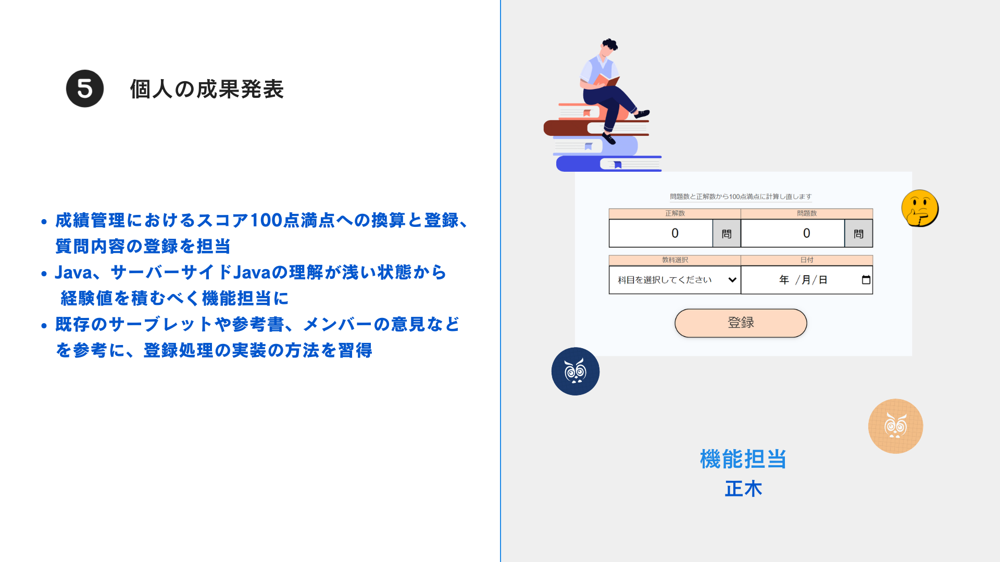 5 個人の成果発表
• 成績管理におけるスコア100点満点への換算と登録、
質問内容の登録を担当
• Java、サーバーサイドJavaの理解が浅い状態から
経験値を積むべく機能担当に
• 既存のサーブレットや参考書、メンバーの意見など
を参考に、登録処理の実装の方法を習得
問題数と正解数から100点満点に計算し直します
正解数 問題数
0 問 0 問
教科選択 日付
科目を選択してください 年 /月/日
登録
機能担当
正木